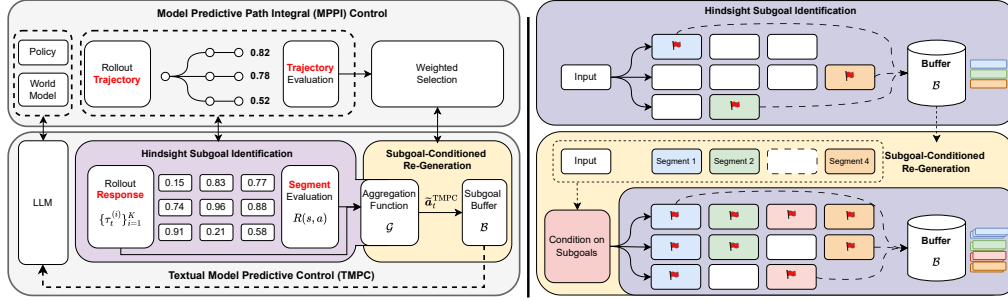 Model Predictive Path Integral (MPPI) Control
Policy
World
Model
Rollout
Trajectory
0.82
0.78
0.52
Trajectory
Evaluation
Weighted
Selection
LLM
Hindsight Subgoal Identification
Rollout
Response
{τ_t^{(i)}}_{i=1}^K
0.15 0.83 0.77
0.74 0.96 0.88
0.91 0.21 0.58
Segment
Evaluation
R(s, a)
Subgoal-Conditioned
Re-Generation
Aggregation
Function
G
ã_t^TMPC
Subgoal
Buffer
B
Textual Model Predictive Control (TMPC)
Hindsight Subgoal Identification
Input
Buffer
B
Input
Segment 1
Segment 2
Segment 4
Subgoal-Conditioned
Re-Generation
Condition on
Subgoals
Buffer
B